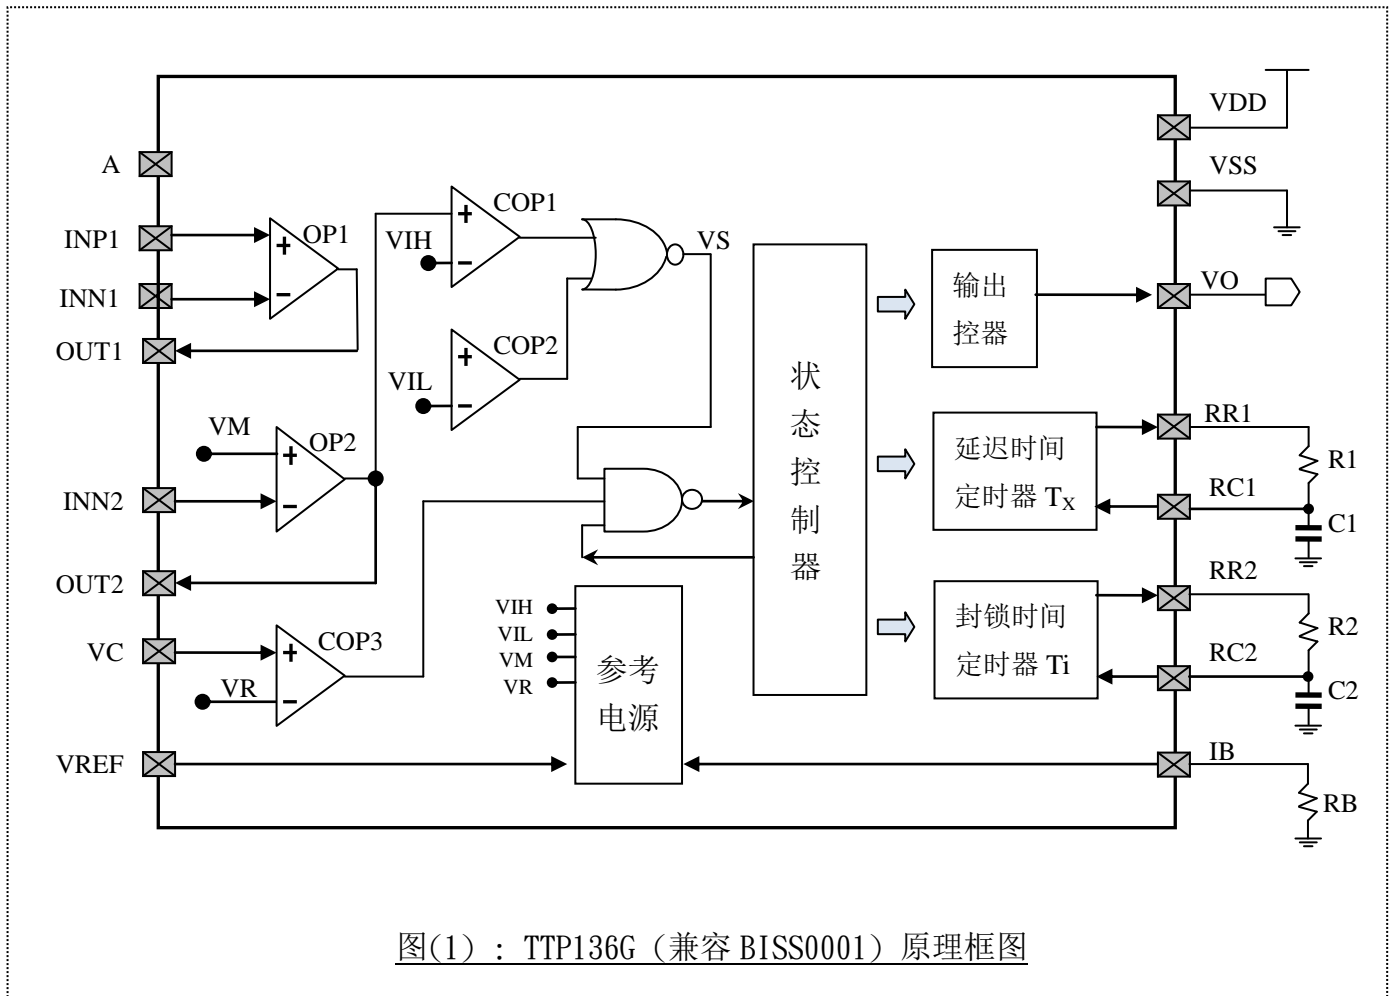 VDD
A
VSS
INP1
OP1
+
−
INN1
OUT1
COP1
VIH
+
−
VS
COP2
VIL
+
−
状态控制器
输出
控器
VO
VM
OP2
+
−
INN2
OUT2
延迟时间
定时器 TX
RR1
R1
RC1
C1
VC
COP3
+
−
VR
VREF
VIH
VIL
VM
VR
参考
电源
封锁时间
定时器 Ti
RR2
R2
RC2
C2
IB
RB
图(1) : TTP136G (兼容 BISS0001) 原理框图